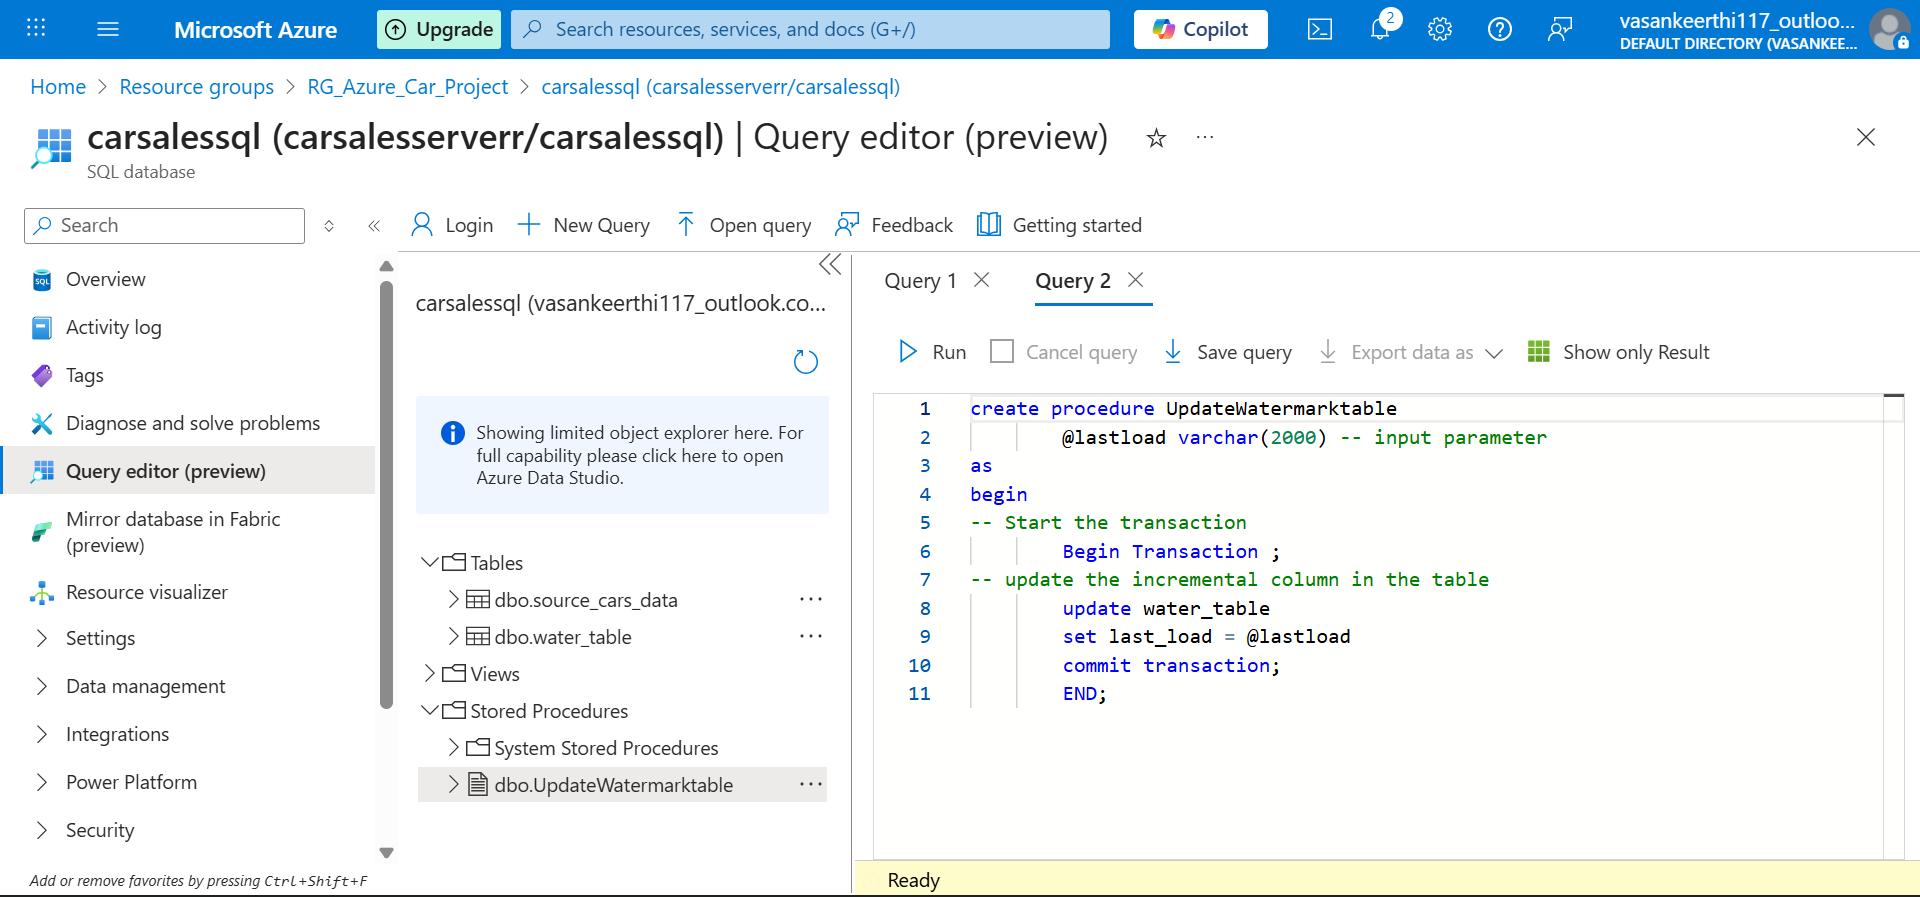 Microsoft Azure
Upgrade
Search resources, services, and docs (G+/)
Copilot
2
vasankeerthi117_outloo...
DEFAULT DIRECTORY (VASANKEE...
Home > Resource groups > RG_Azure_Car_Project > carsalessql (carsalesserverr/carsalessql)
carsalessql (carsalesserverr/carsalessql) | Query editor (preview)
SQL database
Search
Overview
Activity log
Tags
Diagnose and solve problems
Query editor (preview)
Mirror database in Fabric
(preview)
Resource visualizer
Settings
Data management
Integrations
Power Platform
Security
Add or remove favorites by pressing Ctrl+Shift+F
Login
New Query
Open query
Feedback
Getting started
carsalessql (vasankeerthi117_outlook.co...
Showing limited object explorer here. For
full capability please click here to open
Azure Data Studio.
Tables
dbo.source_cars_data
dbo.water_table
Views
Stored Procedures
System Stored Procedures
dbo.UpdateWatermarktable
Query 1
Query 2
Run
Cancel query
Save query
Export data as
Show only Result
1 create procedure UpdateWatermarktable
2 @lastload varchar(2000) -- input parameter
3 as
4 begin
5 -- Start the transaction
6 Begin Transaction ;
7 -- update the incremental column in the table
8 update water_table
9 set last_load = @lastload
10 commit transaction;
11 END;
Ready